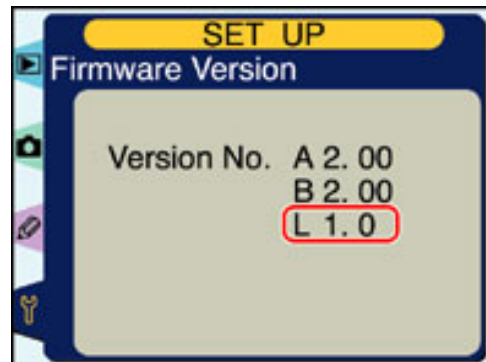 SET UP
Firmware Version
Version No. A 2. 00
B 2. 00
L 1. 0